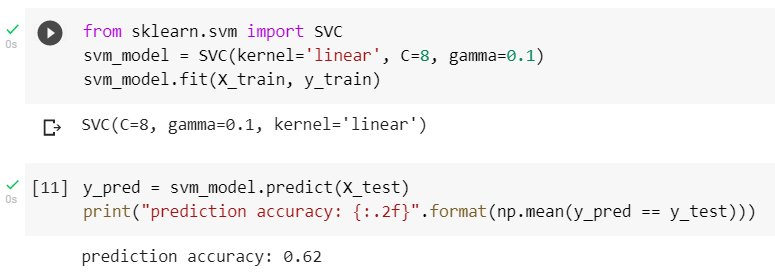 0s
from sklearn.svm import SVC
svm_model = SVC(kernel='linear', C=8, gamma=0.1)
svm_model.fit(X_train, y_train)
SVC(C=8, gamma=0.1, kernel='linear')
0s
[11] y_pred = svm_model.predict(X_test)
print("prediction accuracy: {:.2f}".format(np.mean(y_pred == y_test)))
prediction accuracy: 0.62